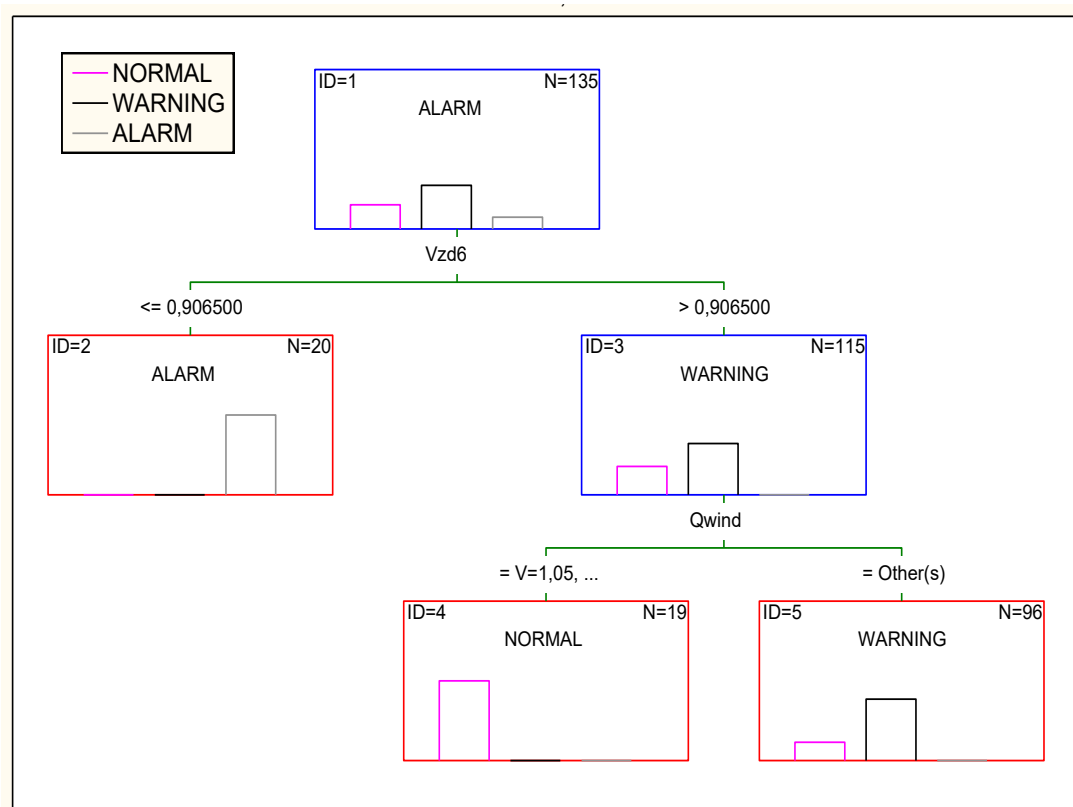 NORMAL
WARNING
ALARM
ID=1 N=135
ALARM
Vzd6
<= 0,906500 > 0,906500
ID=2 N=20
ALARM
ID=3 N=115
WARNING
Qwind
= V=1,05, ... = Other(s)
ID=4 N=19
NORMAL
ID=5 N=96
WARNING